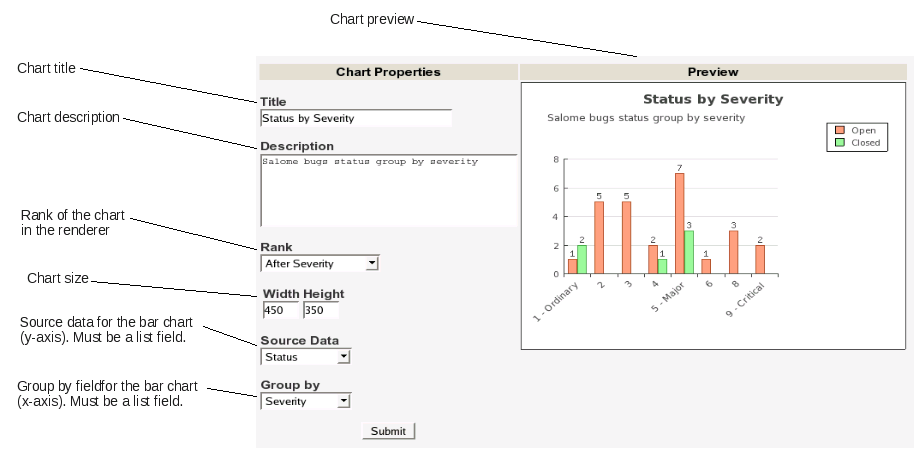 Chart preview
Chart title
Chart description
Rank of the chart
in the renderer
Chart size
Source data for the bar chart
(y-axis). Must be a list field.
Group by fieldfor the bar chart
(x-axis). Must be a list field.
Chart Properties
Title
Status by Severity
Description
Salome bugs status group by severity
Rank
After Severity
Width Height
450 350
Source Data
Status
Group by
Severity
Submit
Preview
Status by Severity
Salome bugs status group by severity
Open
Closed
8
6
4
2
0
1 2 5 5 2 1 7 3 1 3 2
1 - Ordinary 2 3 4 5 - Major 6 8 9 - Critical